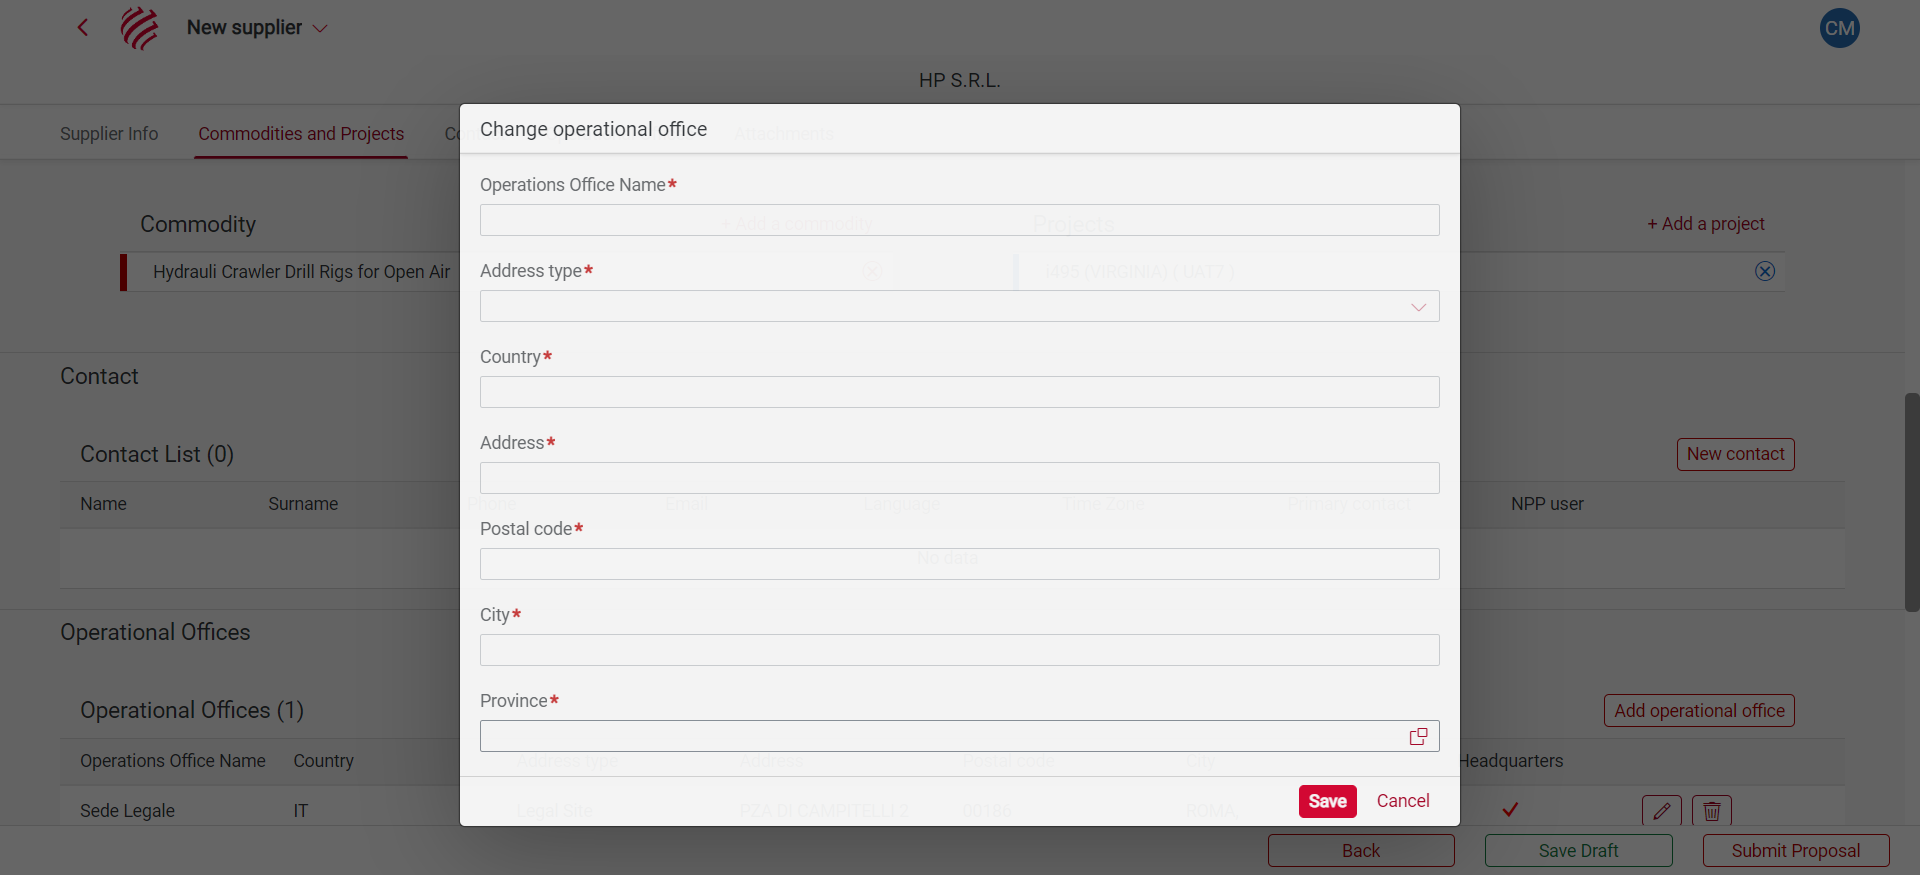 New supplier
CM
HP S.R.L.
Supplier Info
Commodities and Projects
Co
Attachments
Change operational office
Operations Office Name*
Commodity
+ Add a commodity
Projects
+ Add a project
Hydrauli Crawler Drill Rigs for Open Air
I495 (VIRGINIA) ( UAT7 )
Address type*
Country*
Contact
Address*
Contact List (0)
New contact
Name
Surname
Phone
Email
Language
Time Zone
Primary contact
NPP user
Postal code*
No data
City*
Operational Offices
Province*
Operational Offices (1)
Add operational office
Operations Office Name
Country
Address type
Address
Postal code
City
Headquarters
Sede Legale
IT
Legal Site
PZA DI CAMPITELLI 2
00186
ROMA,
Save
Cancel
Back
Save Draft
Submit Proposal